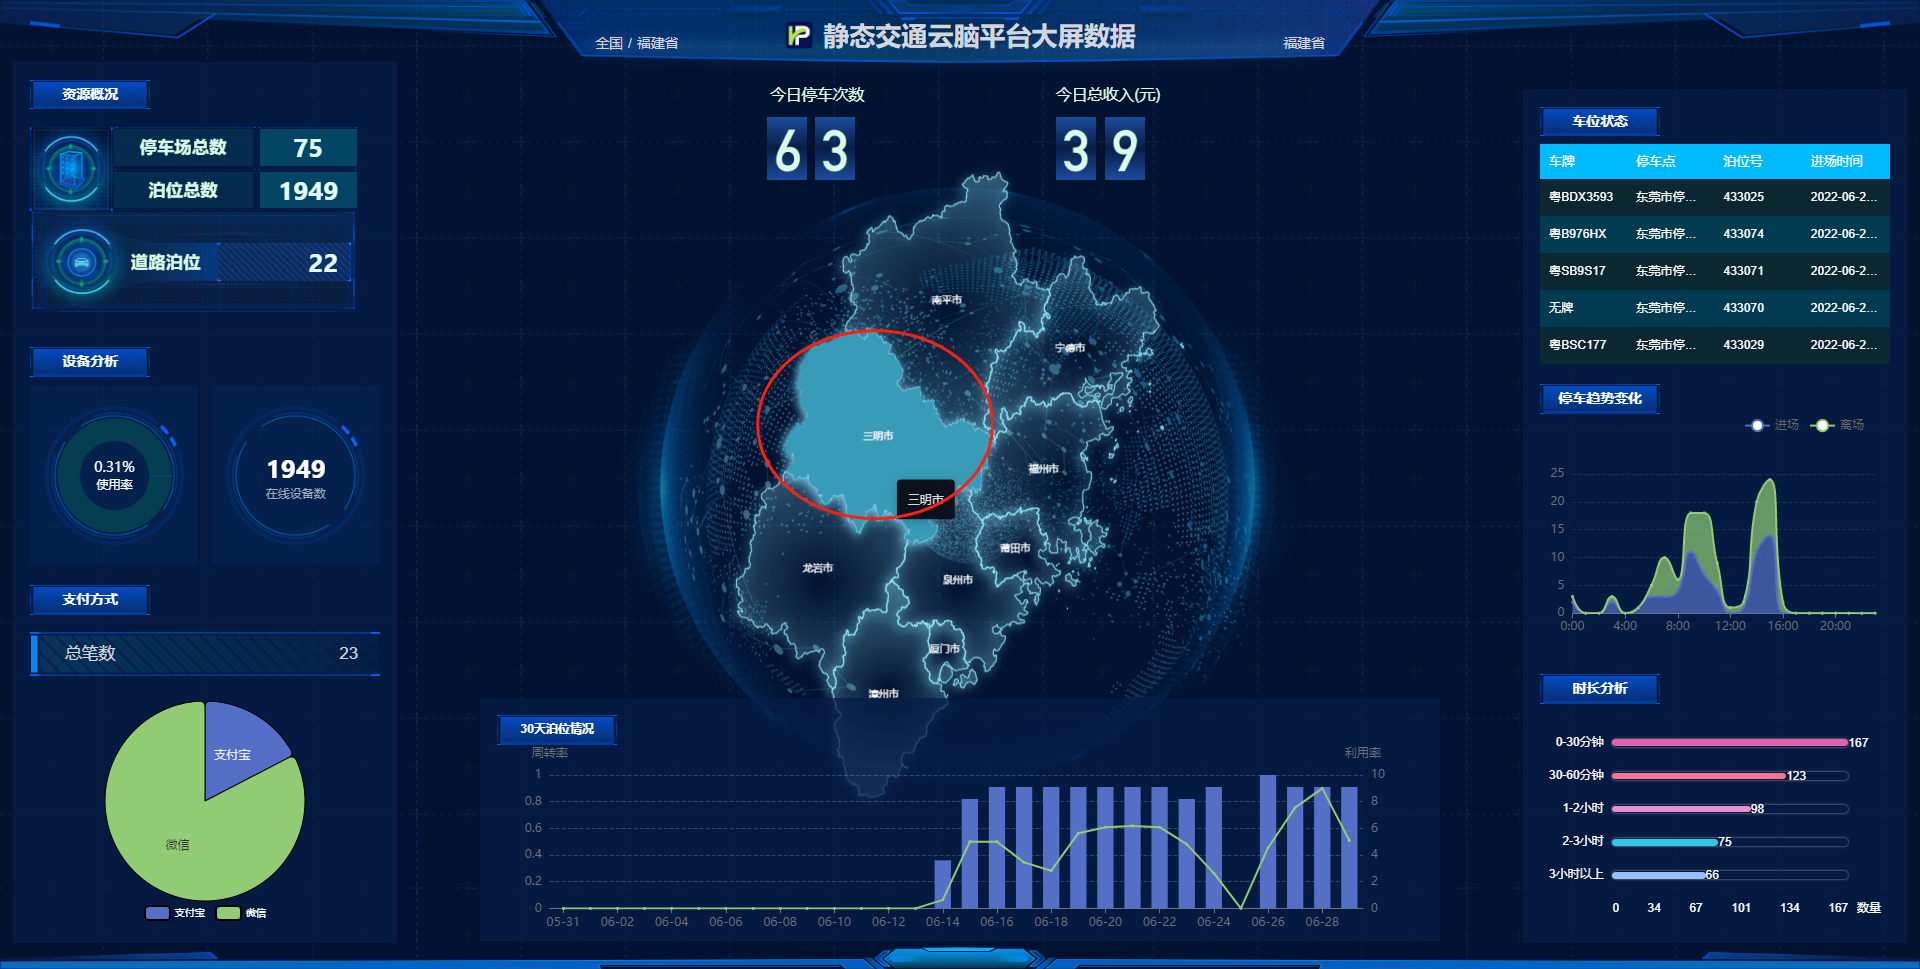 全国 / 福建省
静态交通云脑平台大屏数据
福建省
资源概况
停车场总数
75
泊位总数
1949
道路泊位
22
设备分析
0.31%
使用率
1949
在线设备数
支付方式
总笔数
23
支付宝
微信
支付宝
微信
今日停车次数
63
今日总收入(元)
39
南平市
宁德市
三明市
福州市
三明市
莆田市
龙岩市
泉州市
厦门市
漳州市
30天泊位情况
周转率
利用率
1
0.8
0.6
0.4
0.2
0
10
8
6
4
2
0
05-31 06-02 06-04 06-06 06-08 06-10 06-12 06-14 06-16 06-18 06-20 06-22 06-24 06-26 06-28
车位状态
车牌 停车点 泊位号 进场时间
粤BDX3593 东莞市停... 433025 2022-06-2...
粤B976HX 东莞市停... 433074 2022-06-2...
粤SB9S17 东莞市停... 433071 2022-06-2...
无牌 东莞市停... 433070 2022-06-2...
粤BSC177 东莞市停... 433029 2022-06-2...
停车趋势变化
进场 离场
25
20
15
10
5
0
0:00 4:00 8:00 12:00 16:00 20:00
时长分析
0-30分钟 167
30-60分钟 123
1-2小时 98
2-3小时 75
3小时以上 66
0 34 67 101 134 167 数量